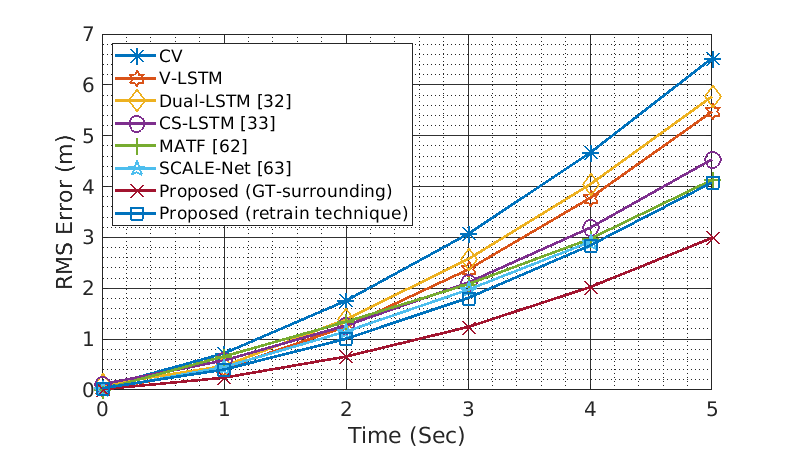 7
6
5
4
3
2
1
0
RMS Error (m)
CV
V-LSTM
Dual-LSTM [32]
CS-LSTM [33]
MATF [62]
SCALE-Net [63]
Proposed (GT-surrounding)
Proposed (retrain technique)
0 1 2 3 4 5
Time (Sec)